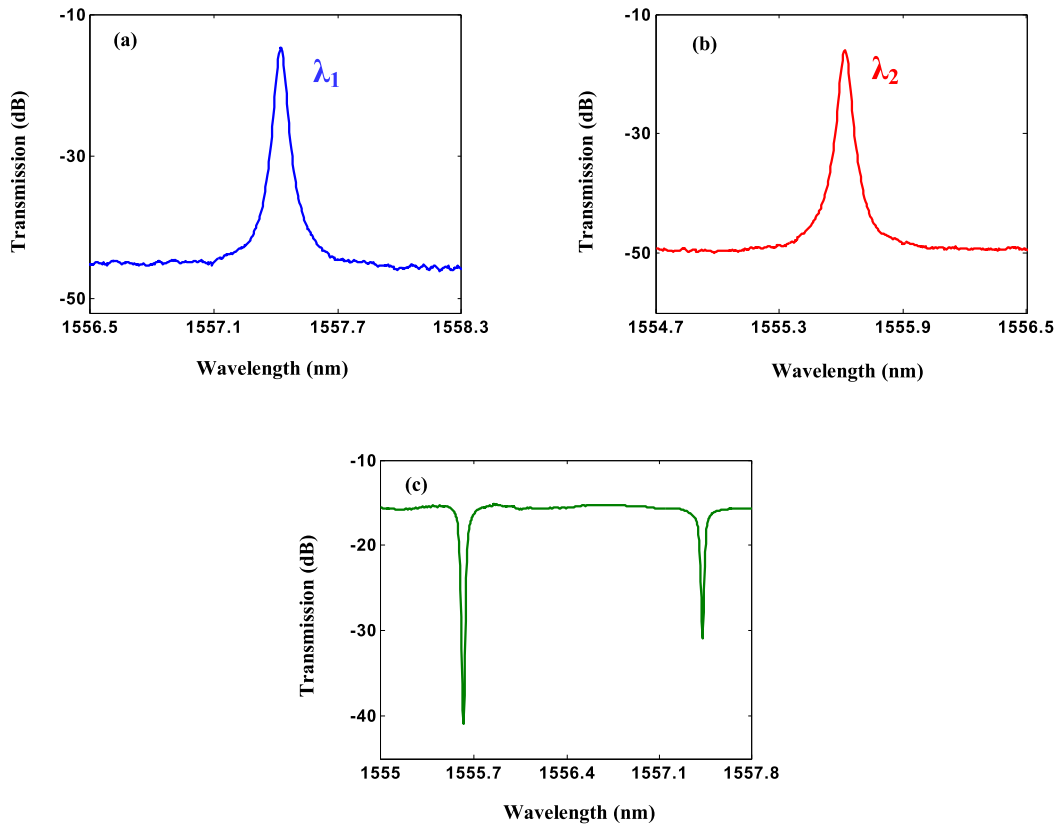 (a)
λ1
Transmission (dB)
-10
-30
-50
1556.5 1557.1 1557.7 1558.3
Wavelength (nm)
(b)
λ2
Transmission (dB)
-10
-30
-50
1554.7 1555.3 1555.9 1556.5
Wavelength (nm)
(c)
Transmission (dB)
-10
-20
-30
-40
1555 1555.7 1556.4 1557.1 1557.8
Wavelength (nm)